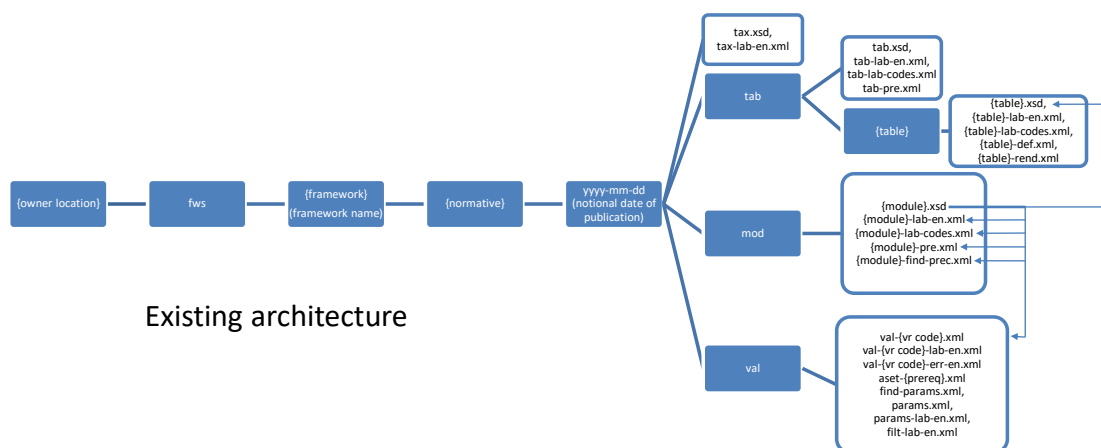 tax.xsd,
tax-lab-en.xml
tab
tab.xsd,
tab-lab-en.xml,
tab-lab-codes.xml
tab-pre.xml
{table}
{table}.xsd,
{table}-lab-en.xml,
{table}-lab-codes.xml,
{table}-def.xml,
{table}-rend.xml
{owner location}
fws
{framework}
(framework name)
{normative}
yyyy-mm-dd
(notional date of
publication)
mod
{module}.xsd
{module}-lab-en.xml
{module}-lab-codes.xml
{module}-pre.xml
{module}-find-prec.xml
Existing architecture
val
val-{vr code}.xml
val-{vr code}-lab-en.xml
val-{vr code}-err-en.xml
aset-{prereq}.xml
find-params.xml,
params.xml,
params-lab-en.xml,
filt-lab-en.xml